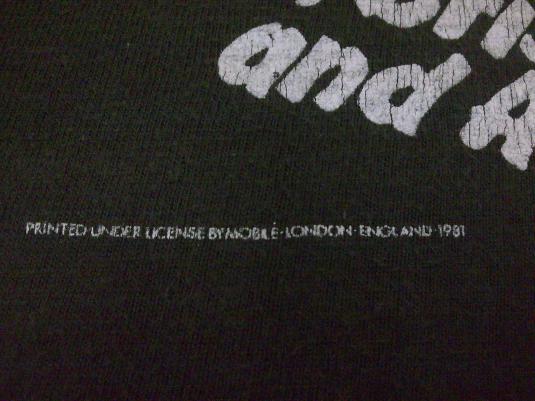 and A
PRINTED UNDER LICENSE BY MOBILE · LONDON · ENGLAND · 1981